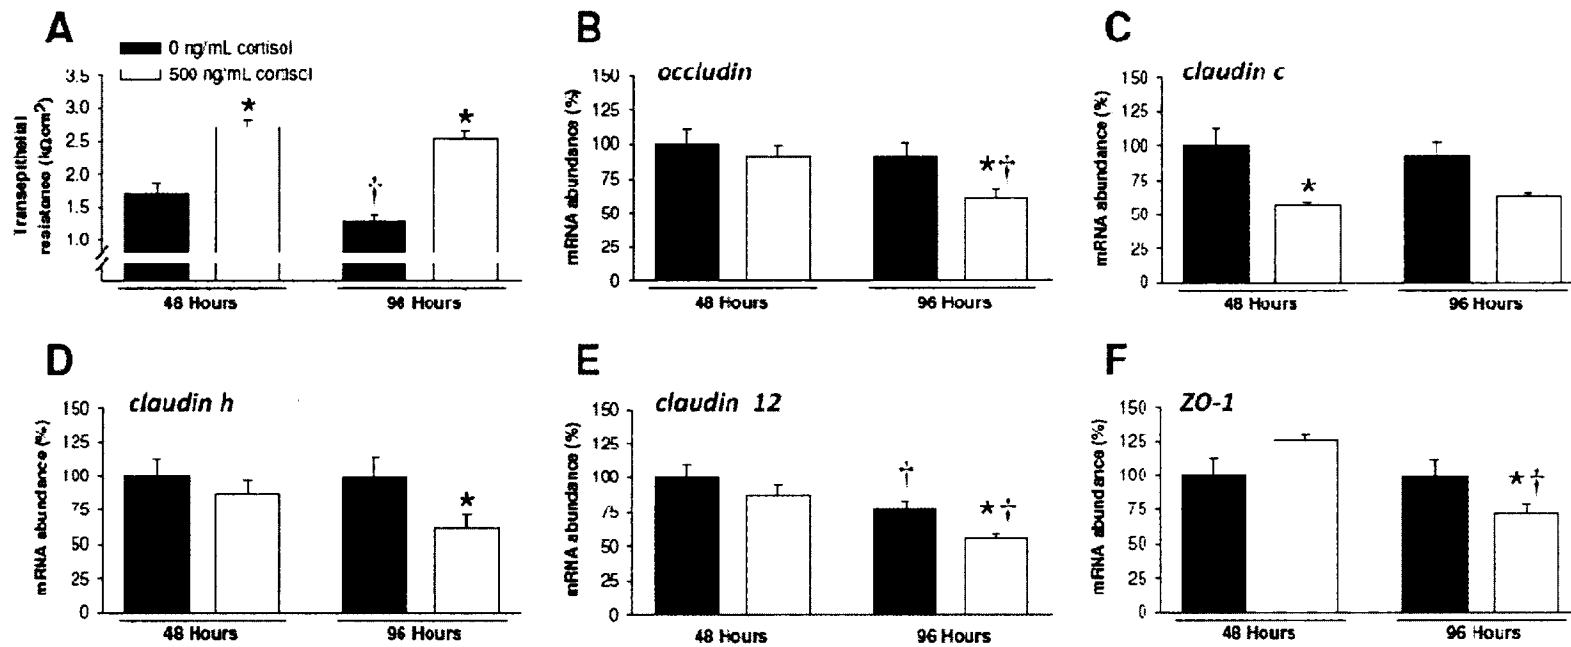 A
0 ng/mL cortisol
500 ng/mL cortisol
Transepithelial
resistance (kΩcm²)
3.5
3.0
2.5
2.0
1.5
1.0
*
†
*
48 Hours
96 Hours
B
occludin
mRNA abundance (%)
150
125
100
75
50
25
0
*†
48 Hours
96 Hours
C
claudin c
mRNA abundance (%)
150
125
100
75
50
25
0
*
48 Hours
96 Hours
D
claudin h
mRNA abundance (%)
150
125
100
75
50
25
0
*
48 Hours
96 Hours
E
claudin 12
mRNA abundance (%)
150
125
100
75
50
25
0
†
*†
48 Hours
96 Hours
F
ZO-1
mRNA abundance (%)
150
125
100
75
50
25
0
*†
48 Hours
96 Hours